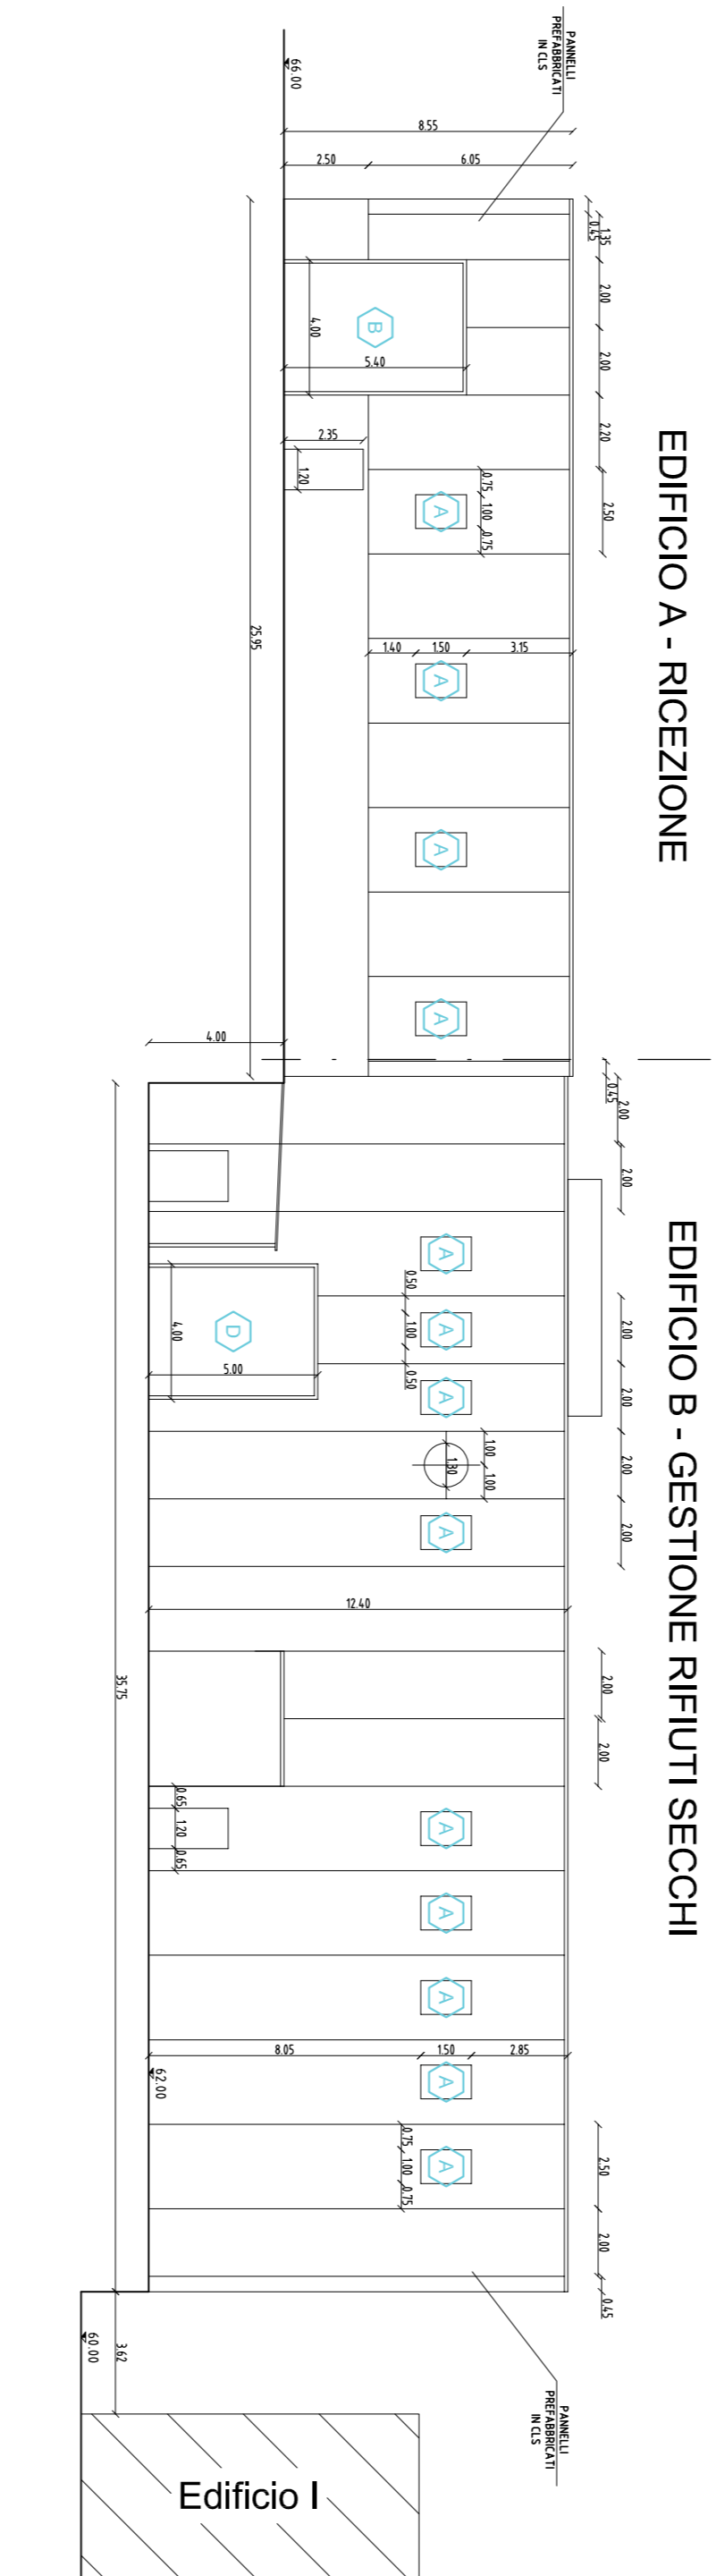 EDIFICIO A - RICEZIONE
EDIFICIO B - GESTIONE RIFIUTI SECCHI
PANNELLI
PREFABBRICATI
IN CLS
66.00
8.55
2.50
6.05
0.45
1.35
2.00
2.00
2.20
2.50
B
4.00
5.40
2.35
1.20
0.75
1.00
0.75
A
1.40
1.50
3.15
A
A
A
25.95
4.00
0.45
2.00
2.00
2.00
2.00
2.00
2.00
A
A
A
0.50
1.00
0.50
D
4.00
5.00
1.00
1.00
1.30
A
12.40
2.00
2.00
35.75
0.65
1.20
0.65
A
A
A
A
A
8.05
1.50
2.85
62.00
0.75
1.00
0.75
2.50
2.00
0.45
3.62
60.00
PANNELLI
PREFABBRICATI
IN CLS
Edificio I